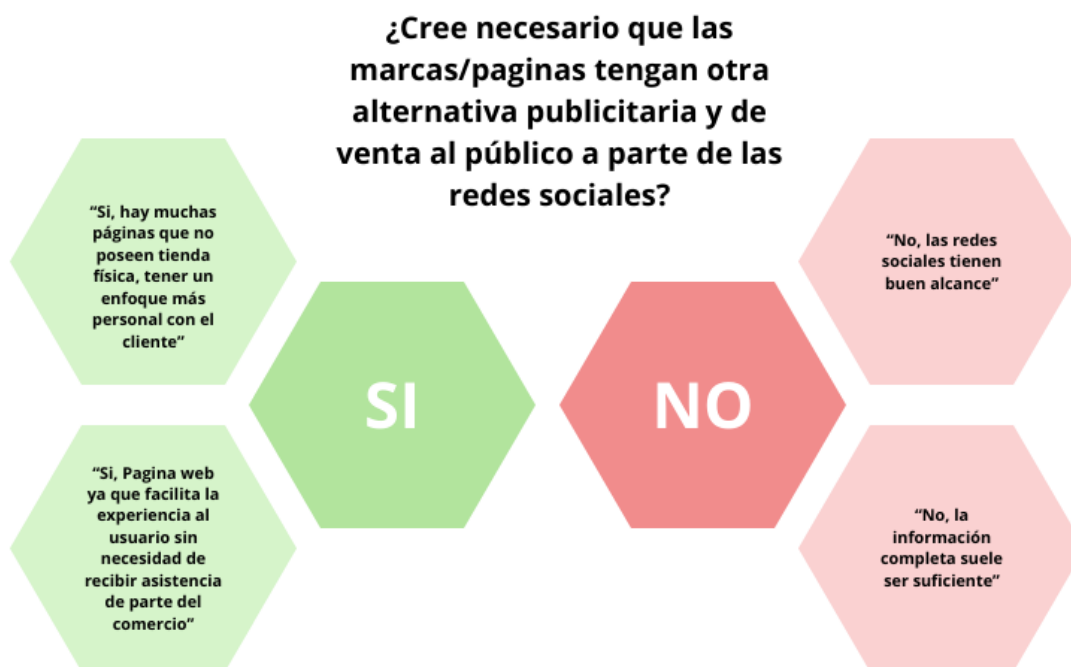 ¿Cree necesario que las
marcas/paginas tengan otra
alternativa publicitaria y de
venta al público a parte de las
redes sociales?
“Si, hay muchas
páginas que no
poseen tienda
física, tener un
enfoque más
personal con el
cliente”
“Si, Pagina web
ya que facilita la
experiencia al
usuario sin
necesidad de
recibir asistencia
de parte del
comercio”
SI
NO
“No, las redes
sociales tienen
buen alcance”
“No, la
información
completa suele
ser suficiente”